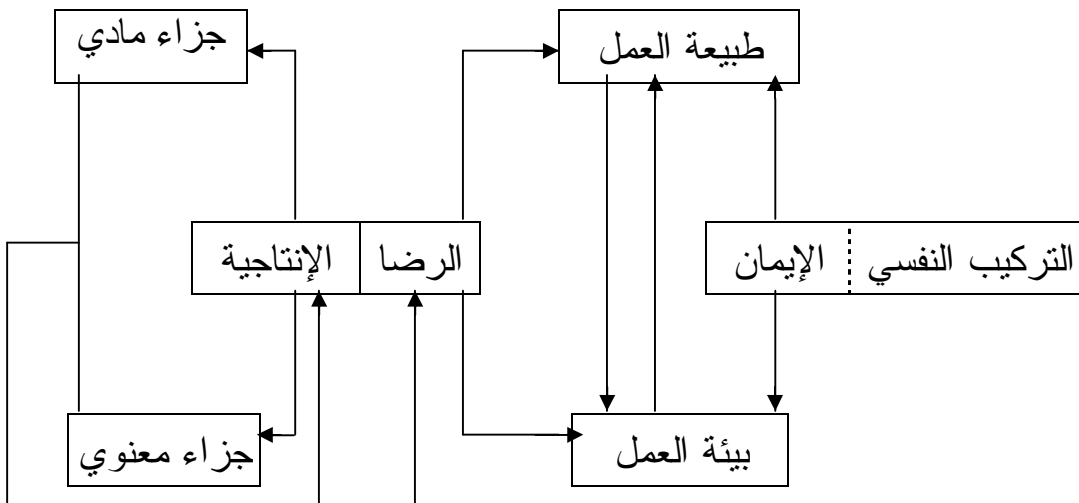 طبيعة العمل
جزاء مادي
التركيب النفسي
الإيمان
الرضا
الإنتاجية
بيئة العمل
جزاء معنوي